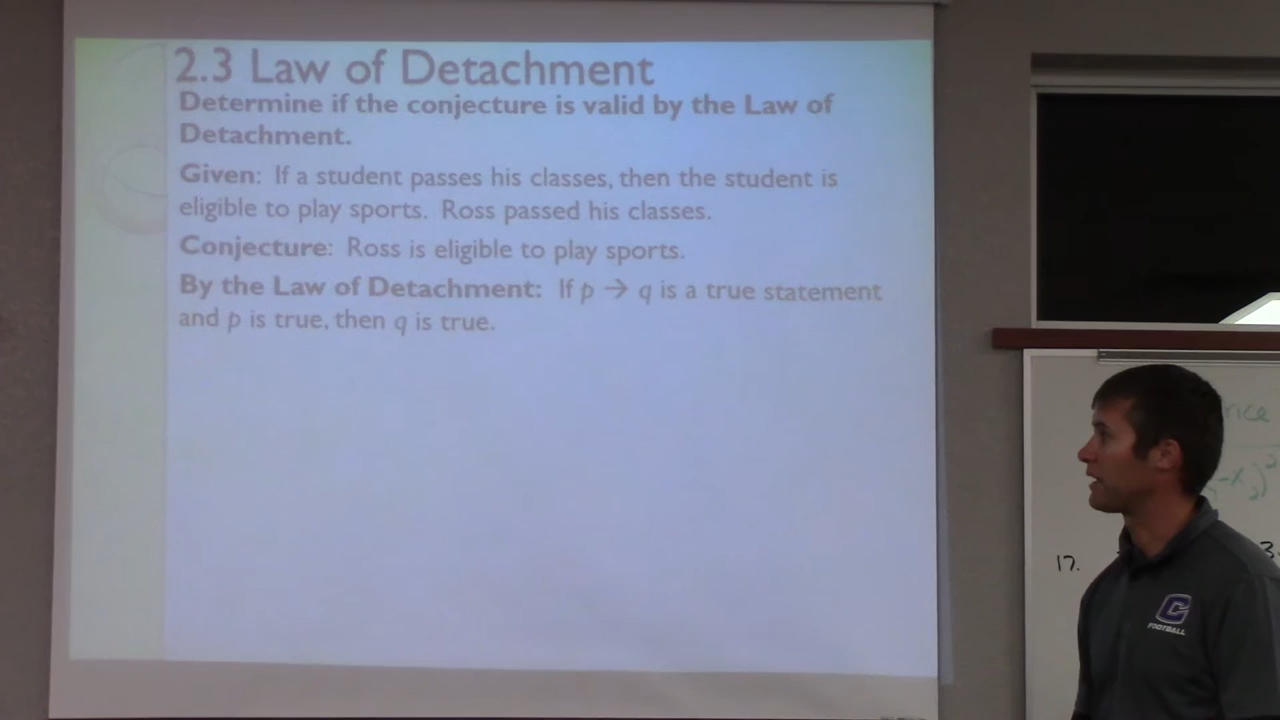 2.3 Law of Detachment
Determine if the conjecture is valid by the Law of
Detachment.
Given: If a student passes his classes, then the student is
eligible to play sports. Ross passed his classes.
Conjecture: Ross is eligible to play sports.
By the Law of Detachment: If p → q is a true statement
and p is true, then q is true.
17.
C
FOOTBALL